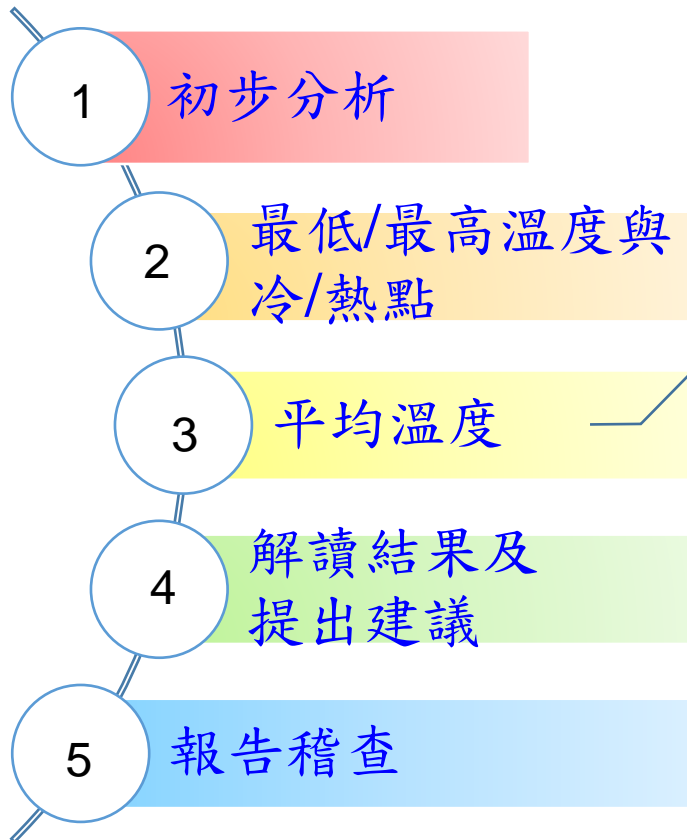 1 初步分析
2 最低/最高溫度與
冷/熱點
3 平均溫度
4 解讀結果及
提出建議
5 報告稽查